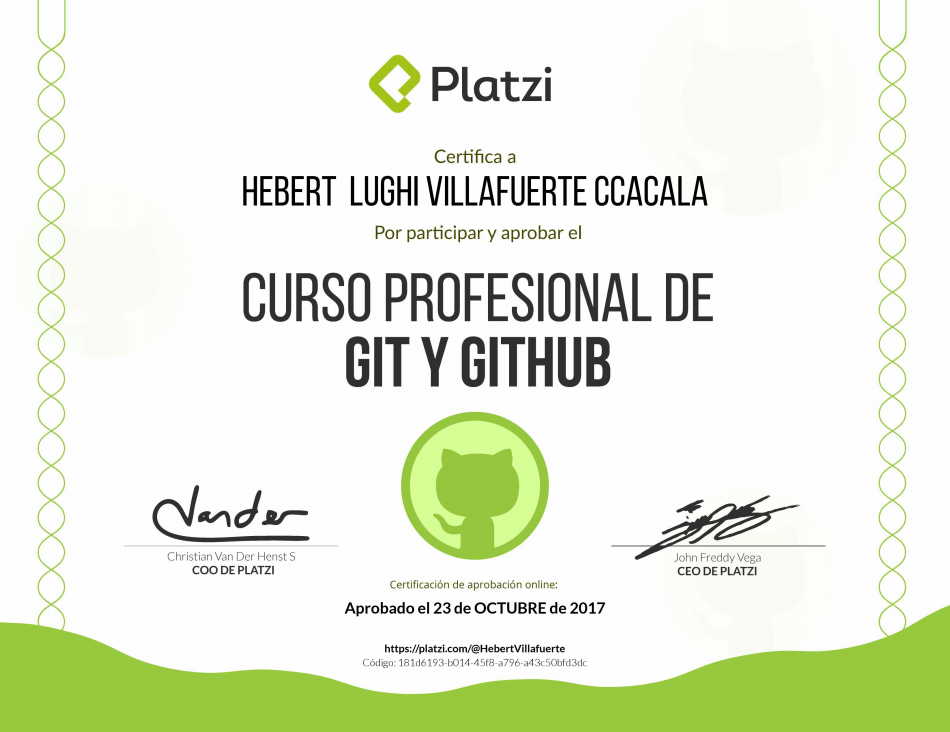 Platzi
Certifica a
HEBERT LUGHI VILLAFUERTE CCACALA
Por participar y aprobar el
CURSO PROFESIONAL DE
GIT Y GITHUB
Vander
Christian Van Der Henst S
COO DE PLATZI
John Freddy Vega
CEO DE PLATZI
Certificación de aprobación online:
Aprobado el 23 de OCTUBRE de 2017
https://platzi.com/@HebertVillafuerte
Código: 181d6193-b014-45f8-a796-a43c50bfd3dc